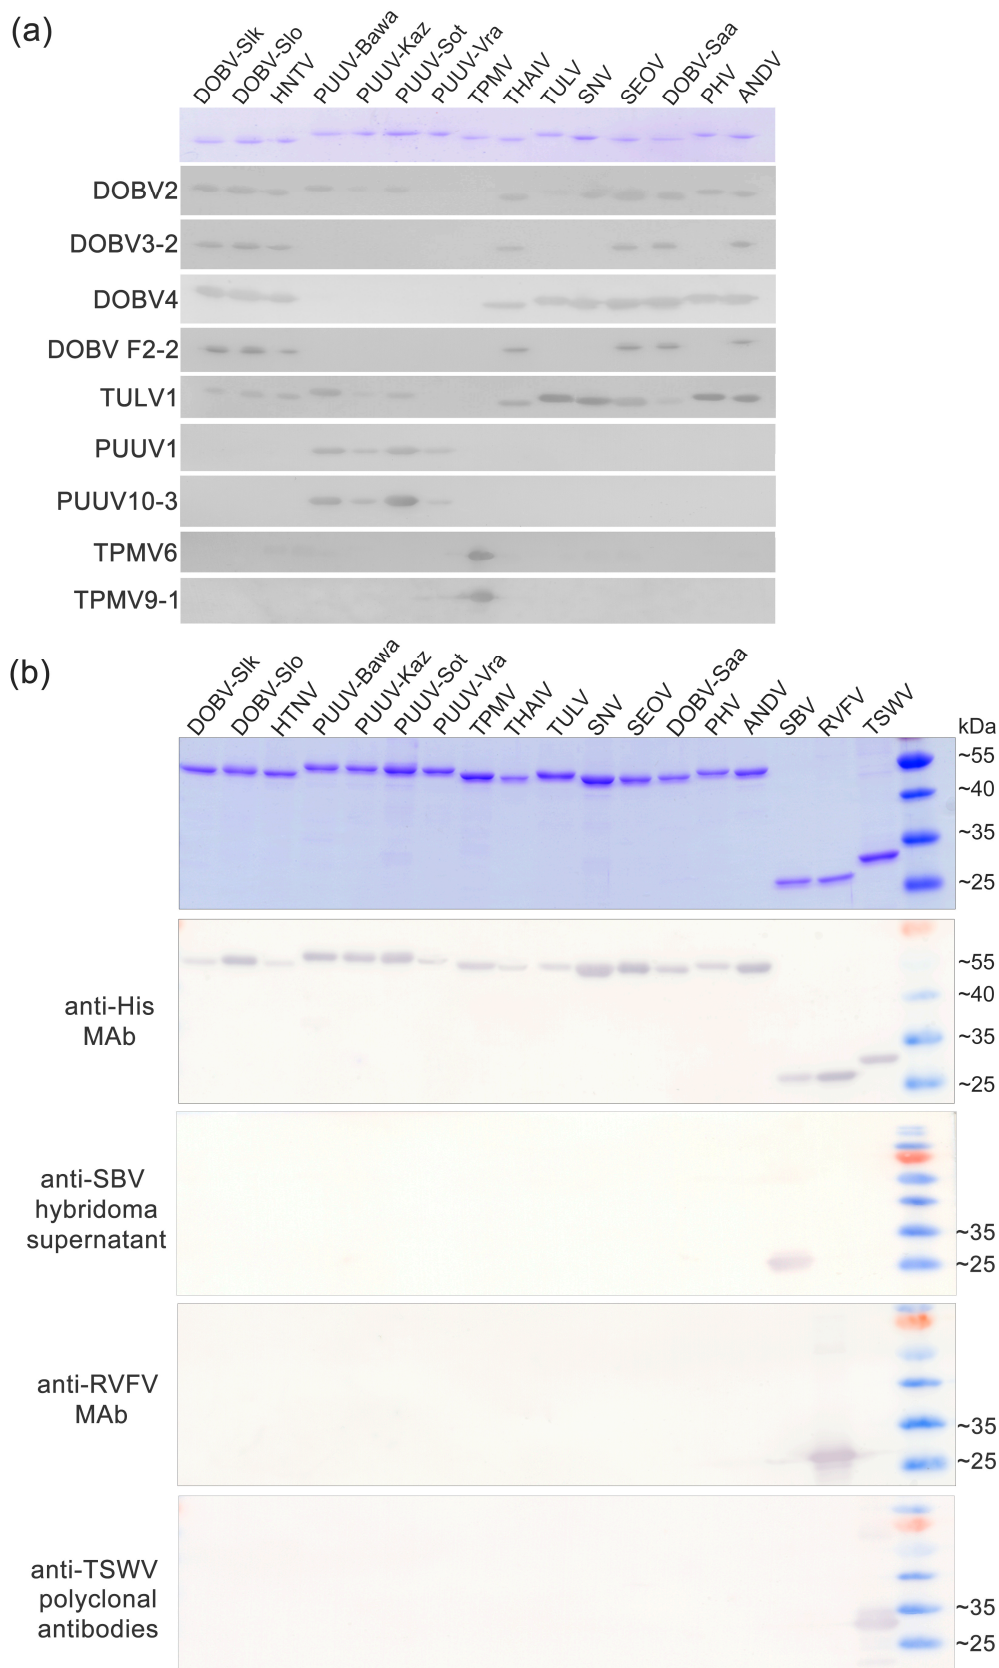 (a)
DOBV-Slk
DOBV-Slo
HNTV
PUUV-Bawa
PUUV-Kaz
PUUV-Sot
PUUV-Vra
TPMV
THAIV
TULV
SNV
SEOV
DOBV-Saa
PHV
ANDV
DOBV2
DOBV3-2
DOBV4
DOBV F2-2
TULV1
PUUV1
PUUV10-3
TPMV6
TPMV9-1
(b)
DOBV-Slk
DOBV-Slo
HTNV
PUUV-Bawa
PUUV-Kaz
PUUV-Sot
PUUV-Vra
TPMV
THAIV
TULV
SNV
SEOV
DOBV-Saa
PHV
ANDV
SBV
RVFV
TSWV
kDa
~55
~40
~35
~25
anti-His
MAb
~55
~40
~35
~25
anti-SBV
hybridoma
supernatant
~35
~25
anti-RVFV
MAb
~35
~25
anti-TSWV
polyclonal
antibodies
~35
~25